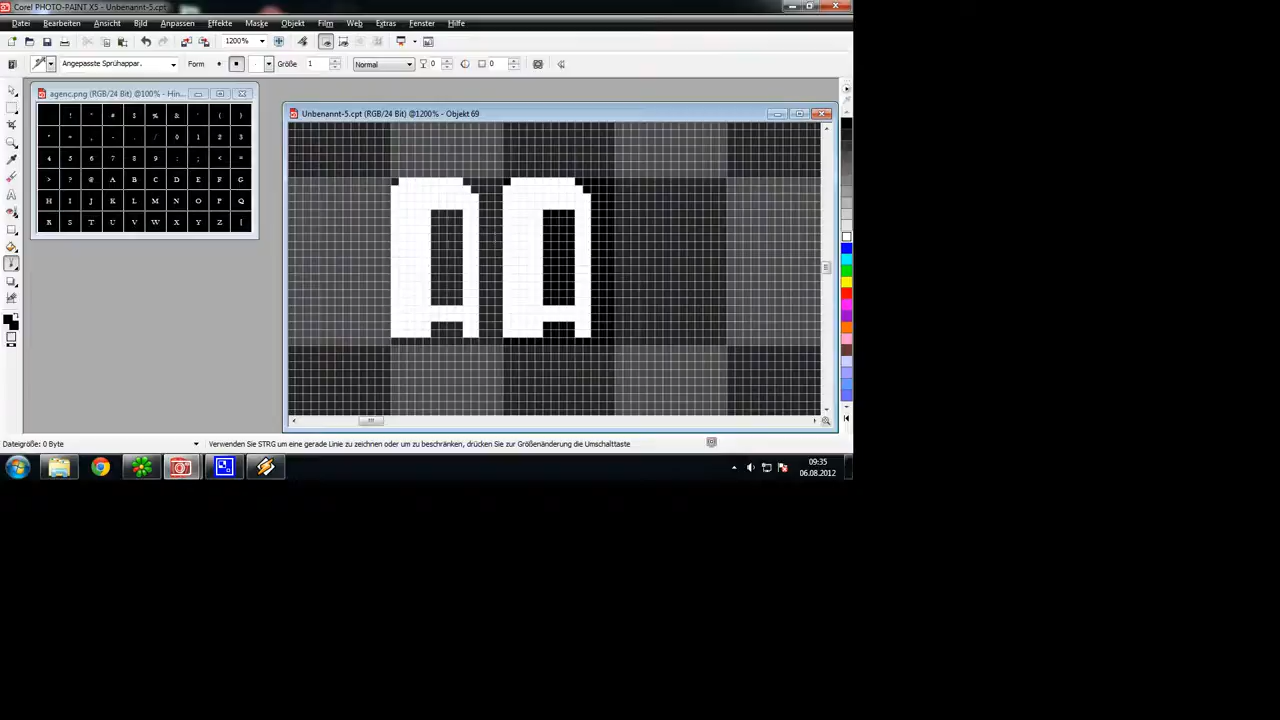 Corel PHOTO-PAINT X5 - Unbenannt-5.cpt
Datei Bearbeiten Ansicht Bild Anpassen Effekte Maske Objekt Film Web Extras Fenster Hilfe
1200%
Angepasste Sprühappar. Form Größe 1 Normal 0 0
agenc.png (RGB/24 Bit) @100% - Hin...
Unbenannt-5.cpt (RGB/24 Bit) @1200% - Objekt 69
! " # $ % & ' ( )
* + , - . / 0 1 2 3
4 5 6 7 8 9 : ; < =
> ? @ A B C D E F G
H I J K L M N O P Q
R S T U V W X Y Z [
Dateigröße: 0 Byte
Verwenden Sie STRG um eine gerade Linie zu zeichnen oder um zu beschränken, drücken Sie zur Größenänderung die Umschalttaste
09:35
06.08.2012